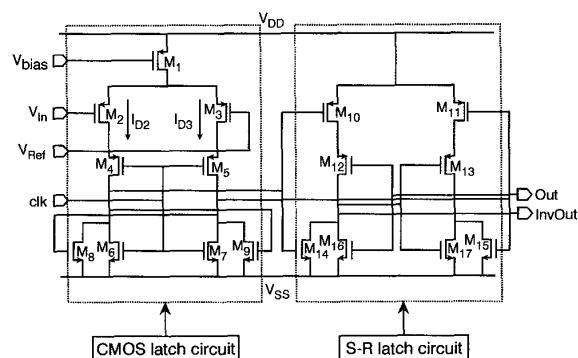 V_DD
V_bias
M_1
V_in
M_2
I_D2
I_D3
M_3
M_10
M_11
V_Ref
M_4
M_5
M_12
M_13
clk
Out
InvOut
M_8
M_6
M_7
M_9
M_14
M_16
M_17
M_15
V_SS
CMOS latch circuit
S-R latch circuit